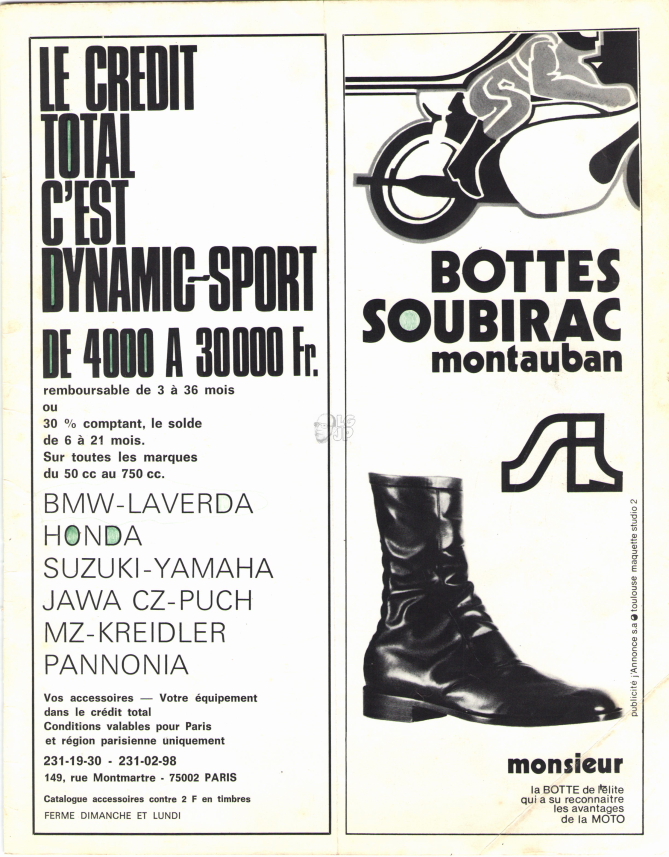 LE CREDIT
TOTAL
C'EST
DYNAMIC-SPORT
DE 4000 A 30000 Fr.
remboursable de 3 à 36 mois
ou
30 % comptant, le solde
de 6 à 21 mois.
Sur toutes les marques
du 50 cc au 750 cc.
BMW-LAVERDA
HONDA
SUZUKI-YAMAHA
JAWA CZ-PUCH
MZ-KREIDLER
PANNONIA
Vos accessoires — Votre équipement
dans le crédit total
Conditions valables pour Paris
et région parisienne uniquement
231-19-30 - 231-02-98
149, rue Montmartre - 75002 PARIS
Catalogue accessoires contre 2 F en timbres
FERME DIMANCHE ET LUNDI
BOTTES
SOUBIRAC
montauban
publicité j'Annonce s.a toulouse maquette studio 2
monsieur
la BOTTE de l'élite
qui a su reconnaitre
les avantages
de la MOTO